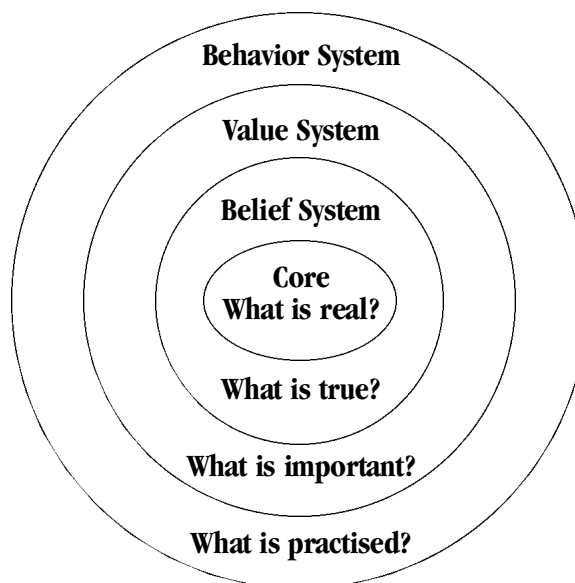 Behavior System
Value System
Belief System
Core
What is real?
What is true?
What is important?
What is practised?